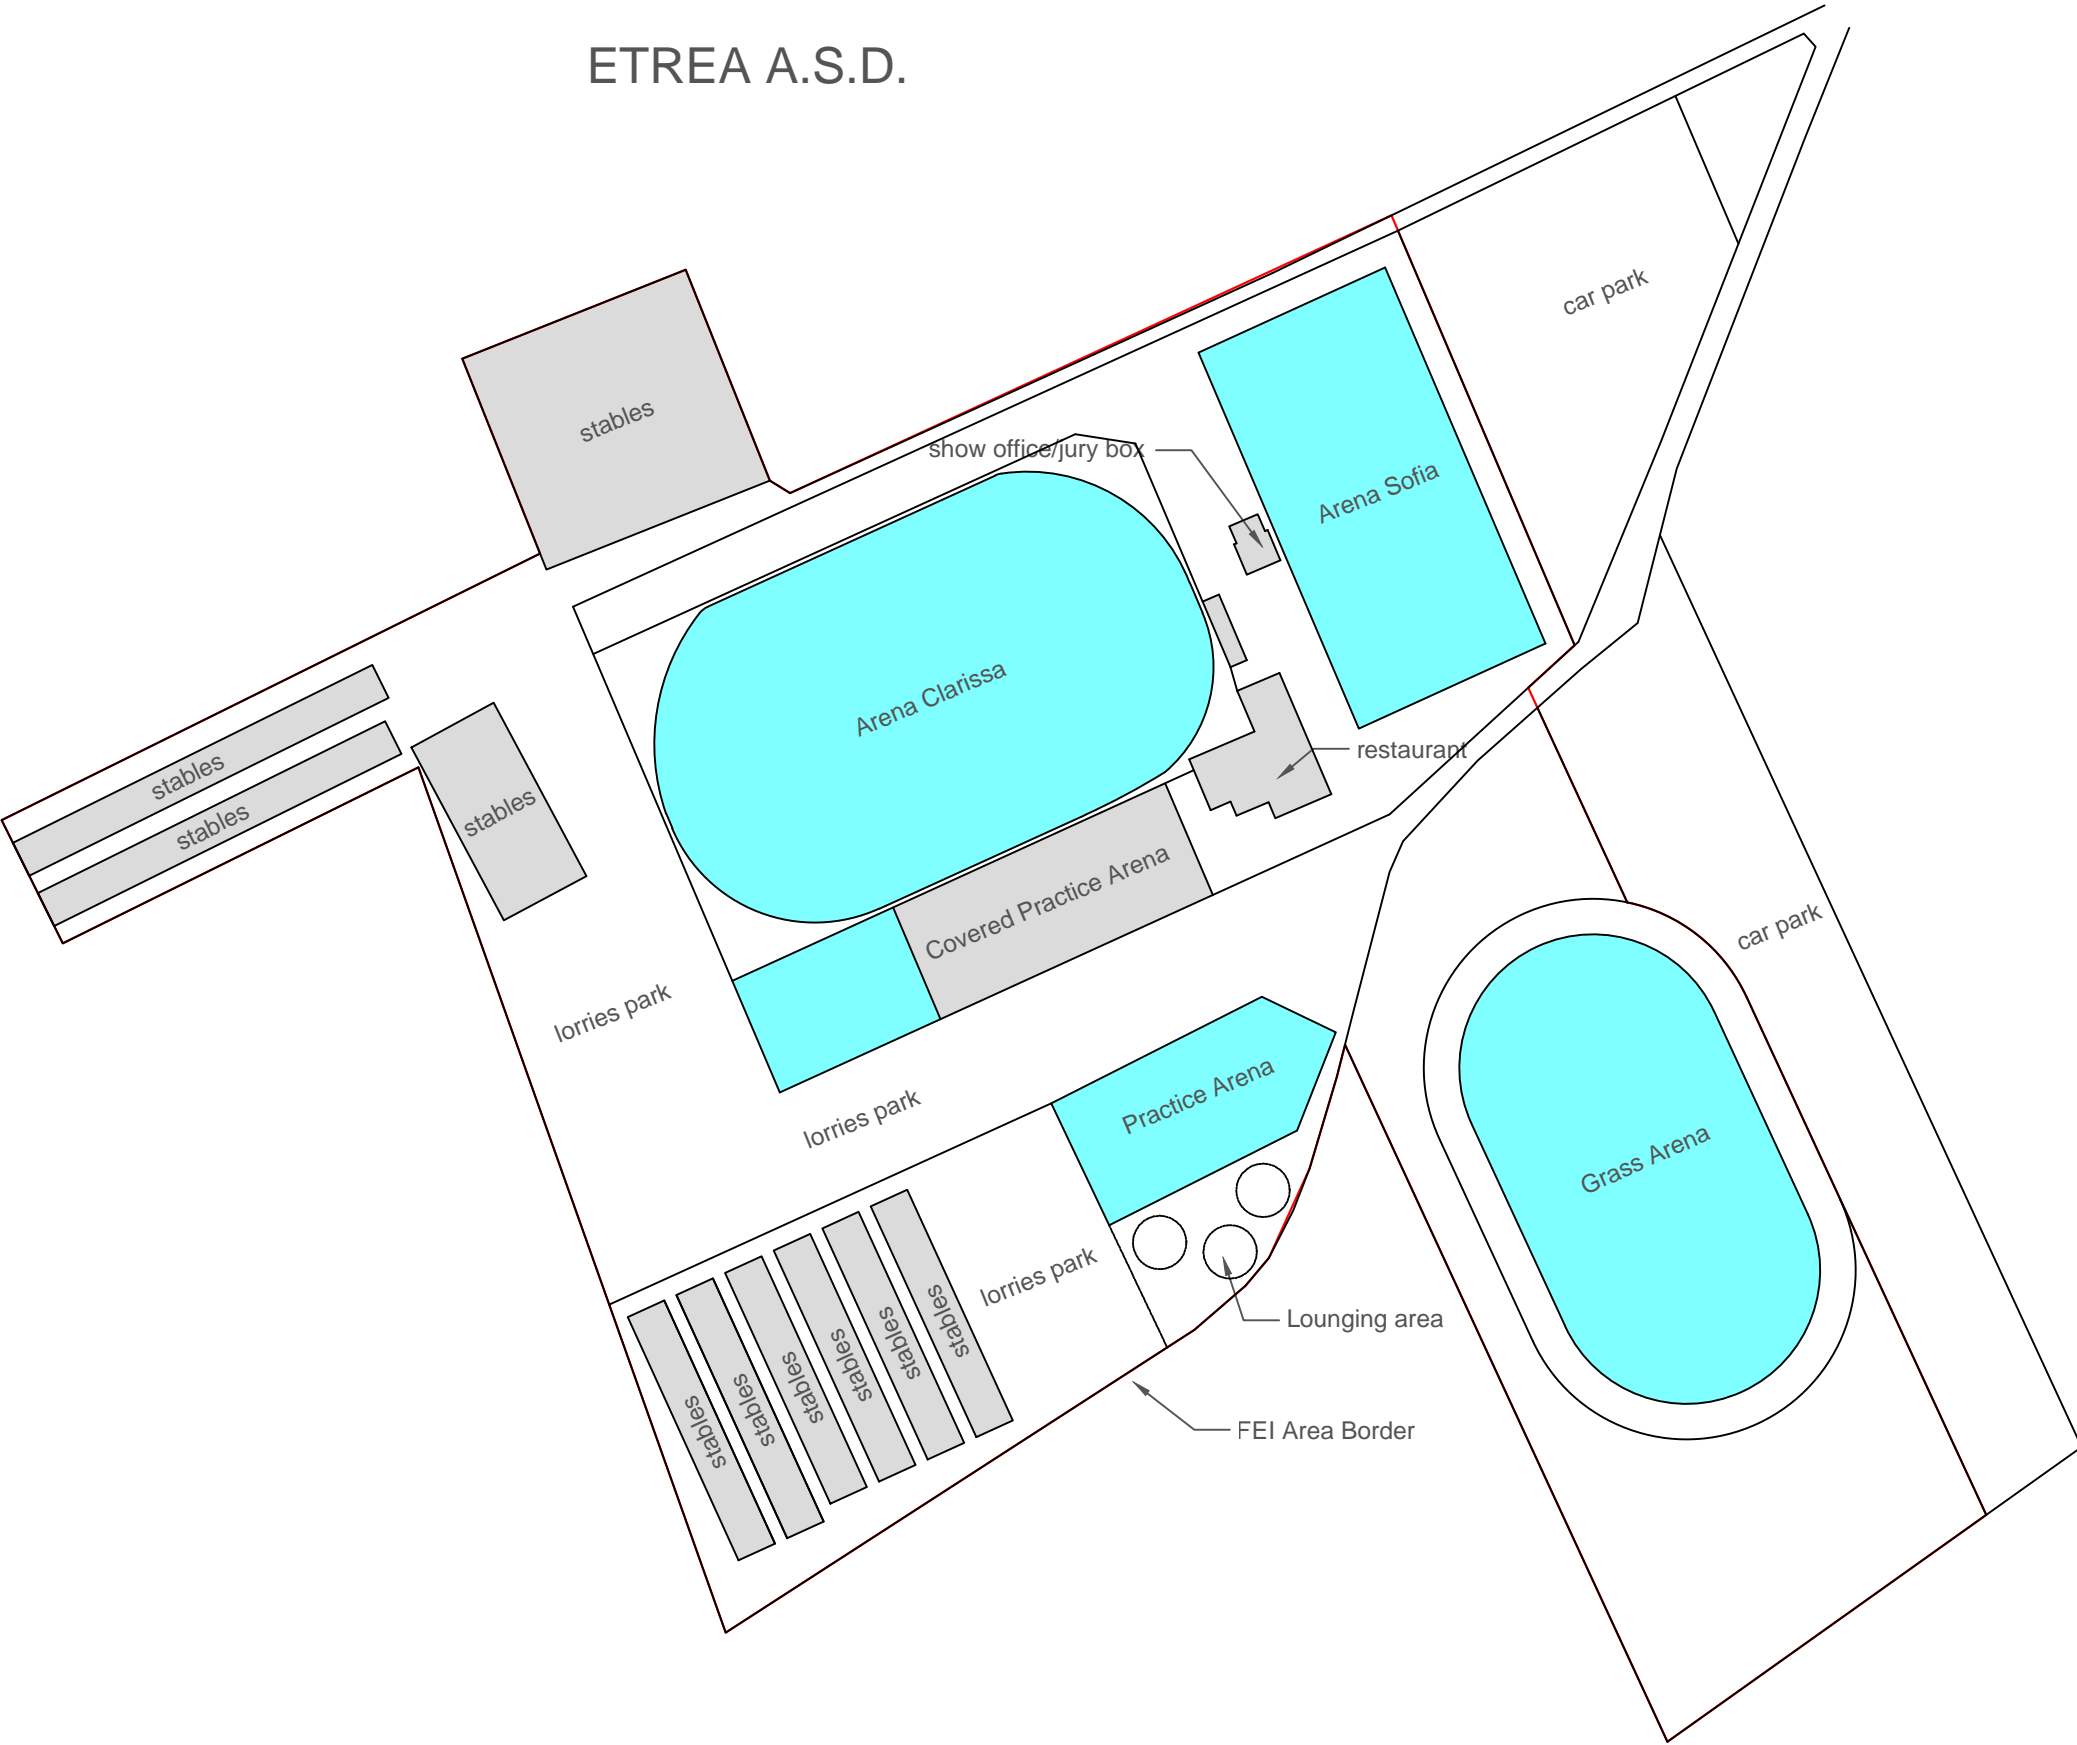 ETREA A.S.D.
car park
stables
show office/jury box
Arena Sofia
Arena Clarissa
restaurant
stables
stables
stables
Covered Practice Arena
car park
lorries park
Practice Arena
lorries park
Grass Arena
lorries park
Lounging area
stables
stables
stables
stables
stables
stables
FEI Area Border